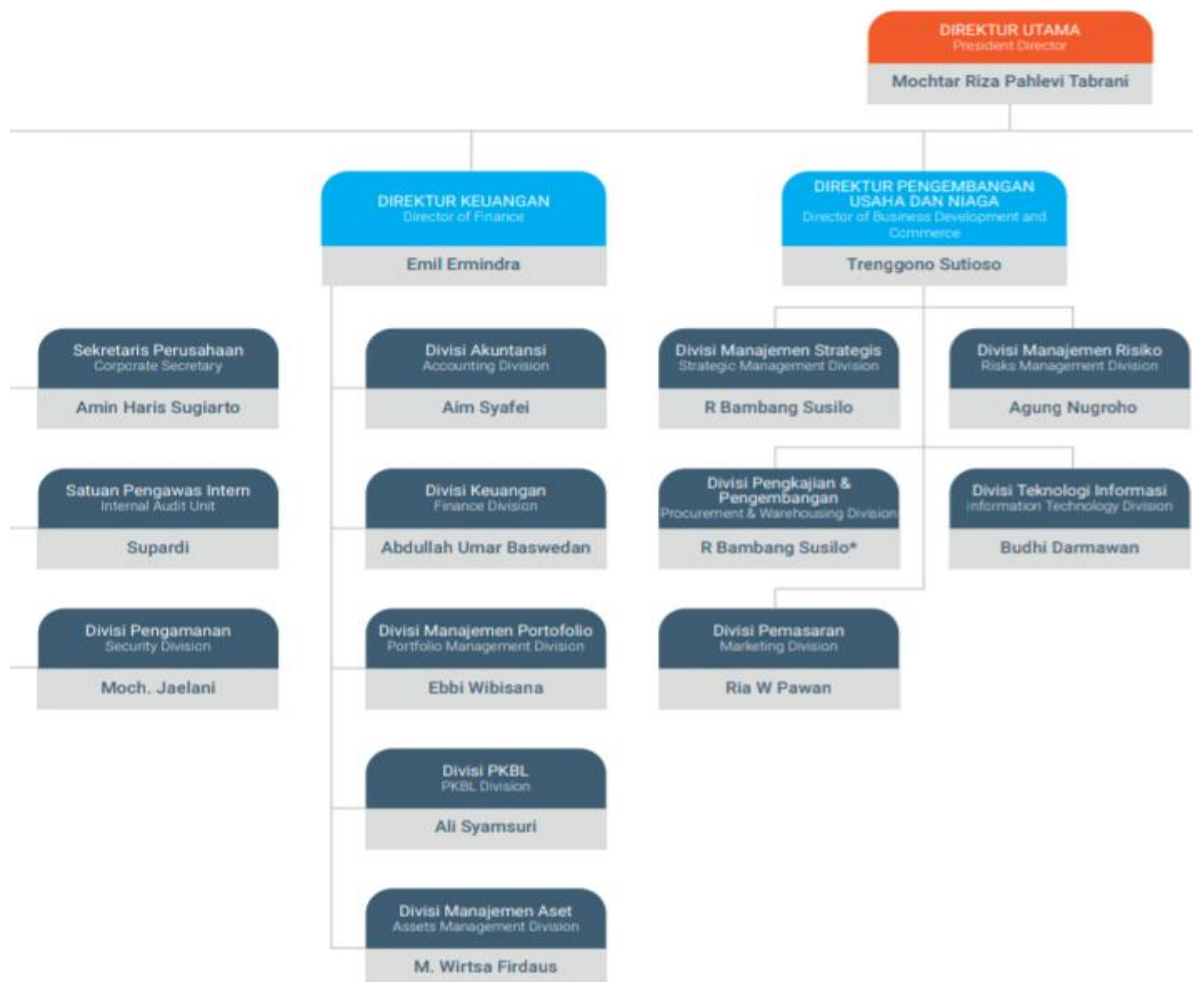 DIREKTUR UTAMA
President Director
Mochtar Riza Pahlevi Tabrani
DIREKTUR KEUANGAN
Director of Finance
Emil Ermindra
DIREKTUR PENGEMBANGAN
USAHA DAN NIAGA
Director of Business Development and
Commerce
Trenggono Sutioso
Sekretaris Perusahaan
Corporate Secretary
Amin Haris Sugiarto
Satuan Pengawas Intern
Internal Audit Unit
Supardi
Divisi Pengamanan
Security Division
Moch. Jaelani
Divisi Akuntansi
Accounting Division
Aim Syafei
Divisi Keuangan
Finance Division
Abdullah Umar Baswedan
Divisi Manajemen Portofolio
Portfolio Management Division
Ebbi Wibisana
Divisi PKBL
PKBL Division
Ali Syamsuri
Divisi Manajemen Aset
Assets Management Division
M. Wirtsa Firdaus
Divisi Manajemen Strategis
Strategic Management Division
R Bambang Susilo
Divisi Manajemen Risiko
Risks Management Division
Agung Nugroho
Divisi Pengkajian &
Pengembangan
Procurement & Warehousing Division
R Bambang Susilo*
Divisi Teknologi Informasi
Information Technology Division
Budhi Darmawan
Divisi Pemasaran
Marketing Division
Ria W Pawan